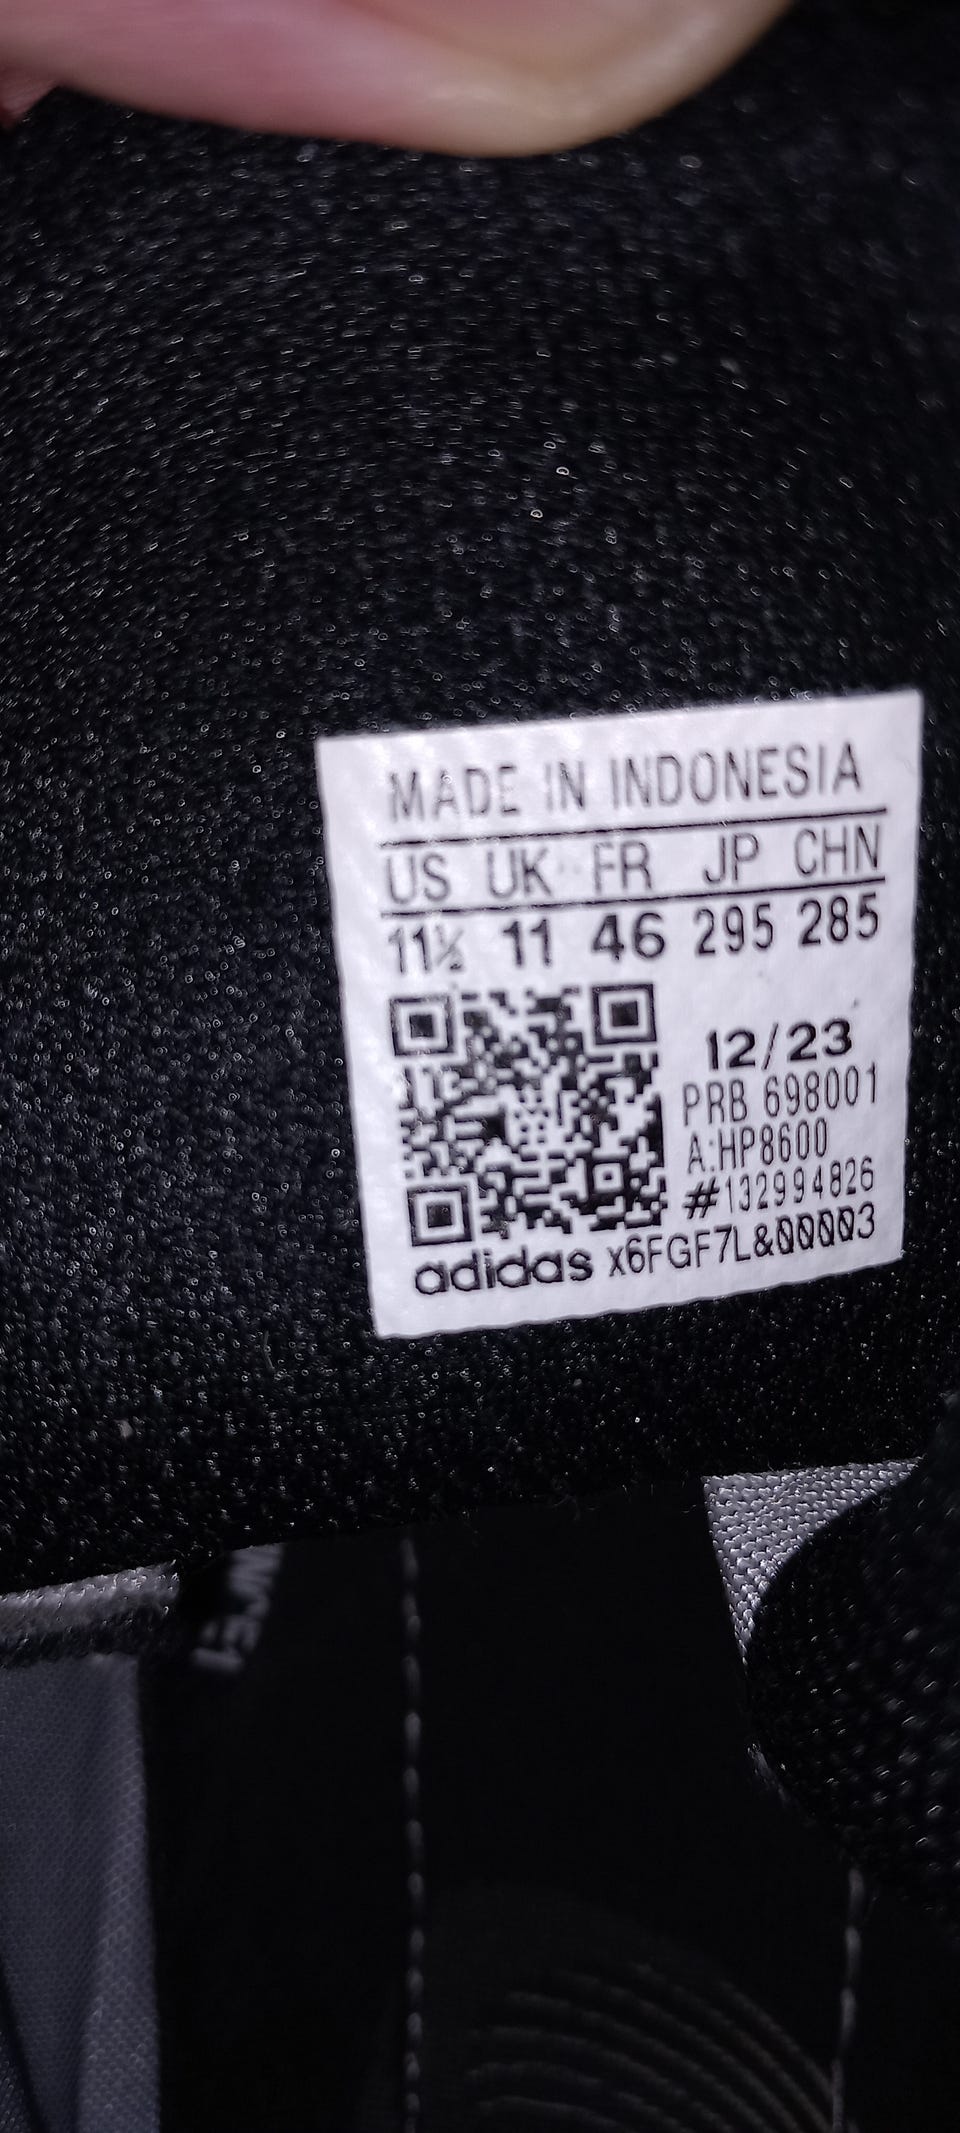 MADE IN INDONESIA
US UK FR JP CHN
11½ 11 46 295 285
12/23
PRB 698001
A:HP8600
#132994826
adidas x6FGF7L&00003